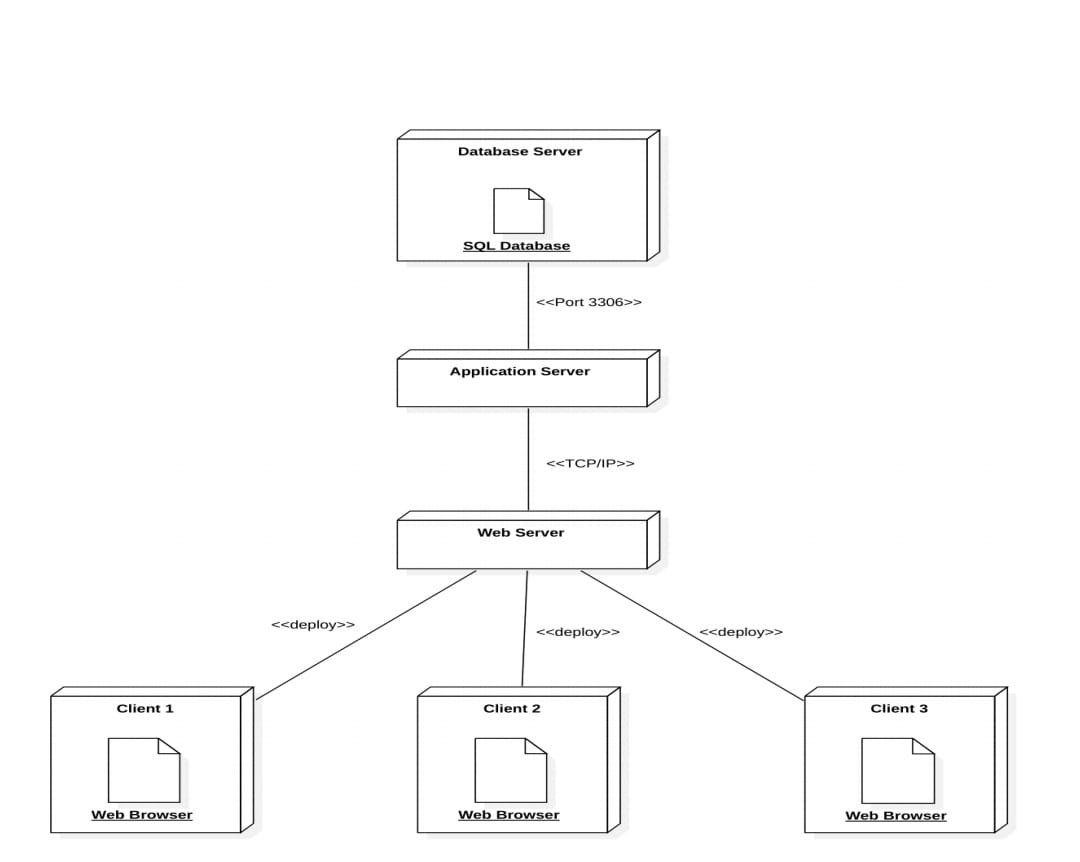 Database Server
SQL Database
<<Port 3306>>
Application Server
<<TCP/IP>>
Web Server
<<deploy>>
<<deploy>>
<<deploy>>
Client 1
Client 2
Client 3
Web Browser
Web Browser
Web Browser